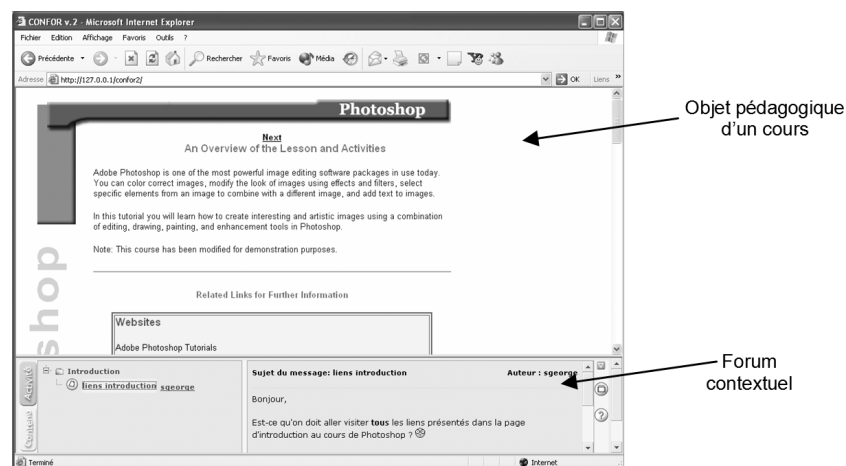 CONFOR v.2 - Microsoft Internet Explorer
Fichier Edition Affichage Favoris Outils ?
Précédente Rechercher Favoris Média
Adresse http://127.0.0.1/confor2/ OK Liens »
Photoshop
Next
An Overview of the Lesson and Activities
Adobe Photoshop is one of the most powerful image editing software packages in use today.
You can color correct images, modify the look of images using effects and filters, select
specific elements from an image to combine with a different image, and add text to images.
In this tutorial you will learn how to create interesting and artistic images using a combination
of editing, drawing, painting, and enhancement tools in Photoshop.
Note: This course has been modified for demonstration purposes.
Related Links for Further Information
Websites
Adobe Photoshop Tutorials
shop
Objet pédagogique
d'un cours
Activité
Contenu
Introduction
liens introduction sgeorge
Sujet du message: liens introduction Auteur : sgeorge
Bonjour,
Est-ce qu'on doit aller visiter tous les liens présentés dans la page
d'introduction au cours de Photoshop ?
Forum
contextuel
Terminé Internet